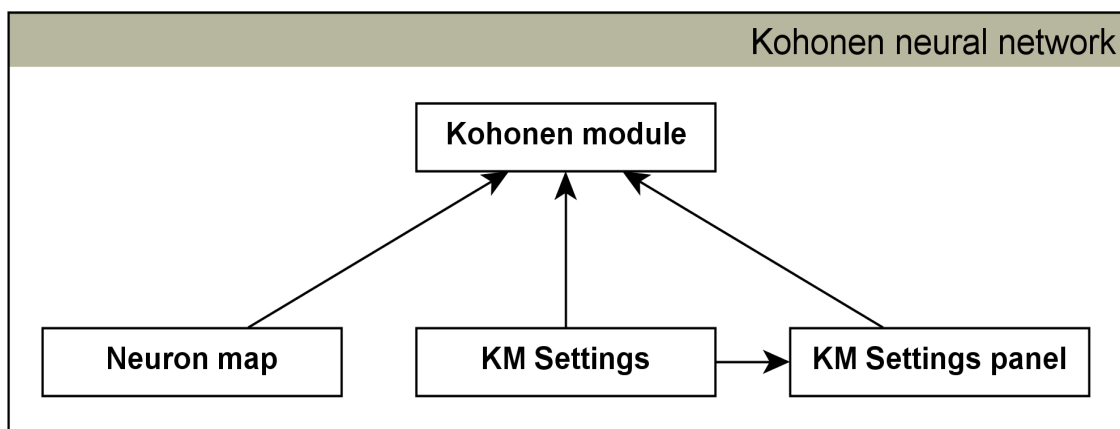 Kohonen neural network
Kohonen module
Neuron map
KM Settings
KM Settings panel